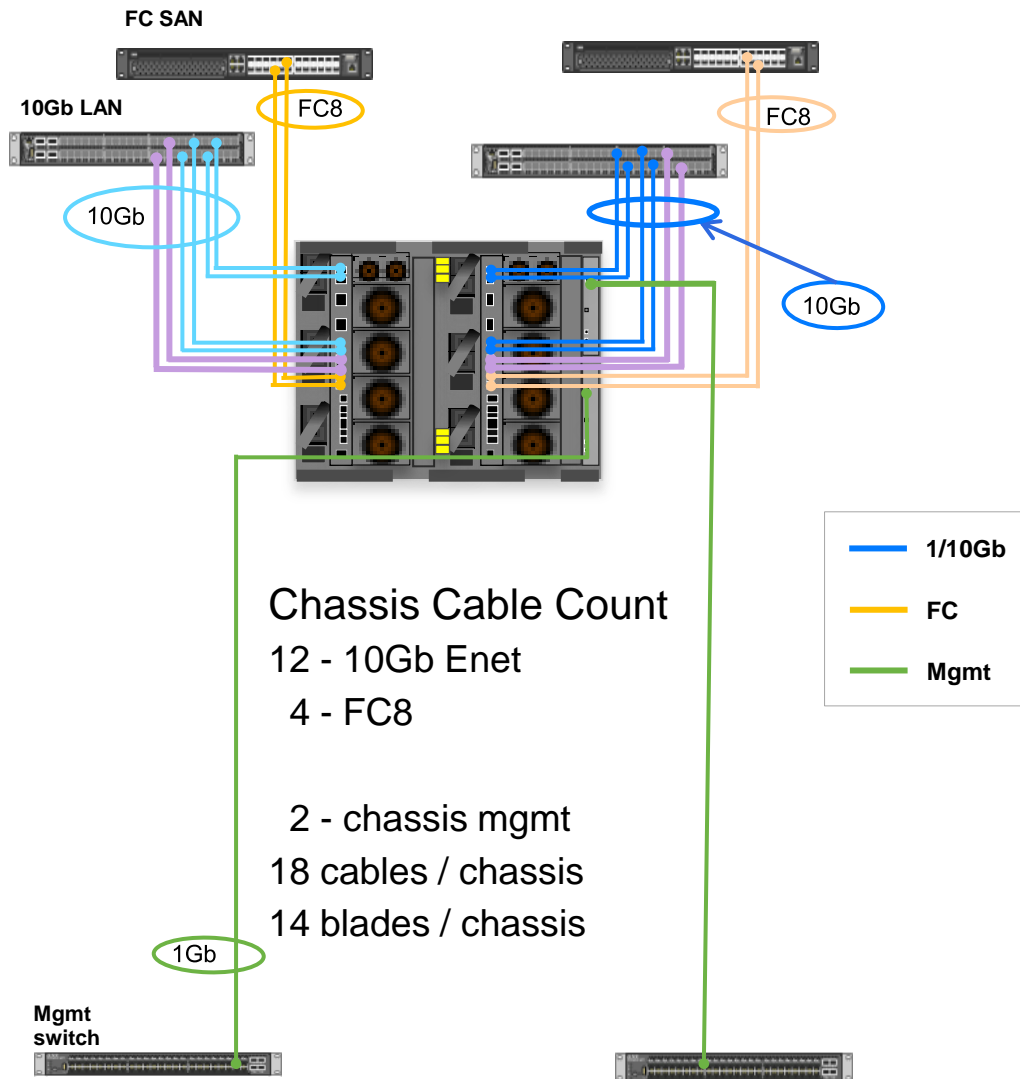 FC SAN
FC8
FC8
10Gb LAN
10Gb
10Gb
1/10Gb
FC
Mgmt
Chassis Cable Count
12 - 10Gb Enet
4 - FC8
2 - chassis mgmt
18 cables / chassis
14 blades / chassis
1Gb
Mgmt
switch